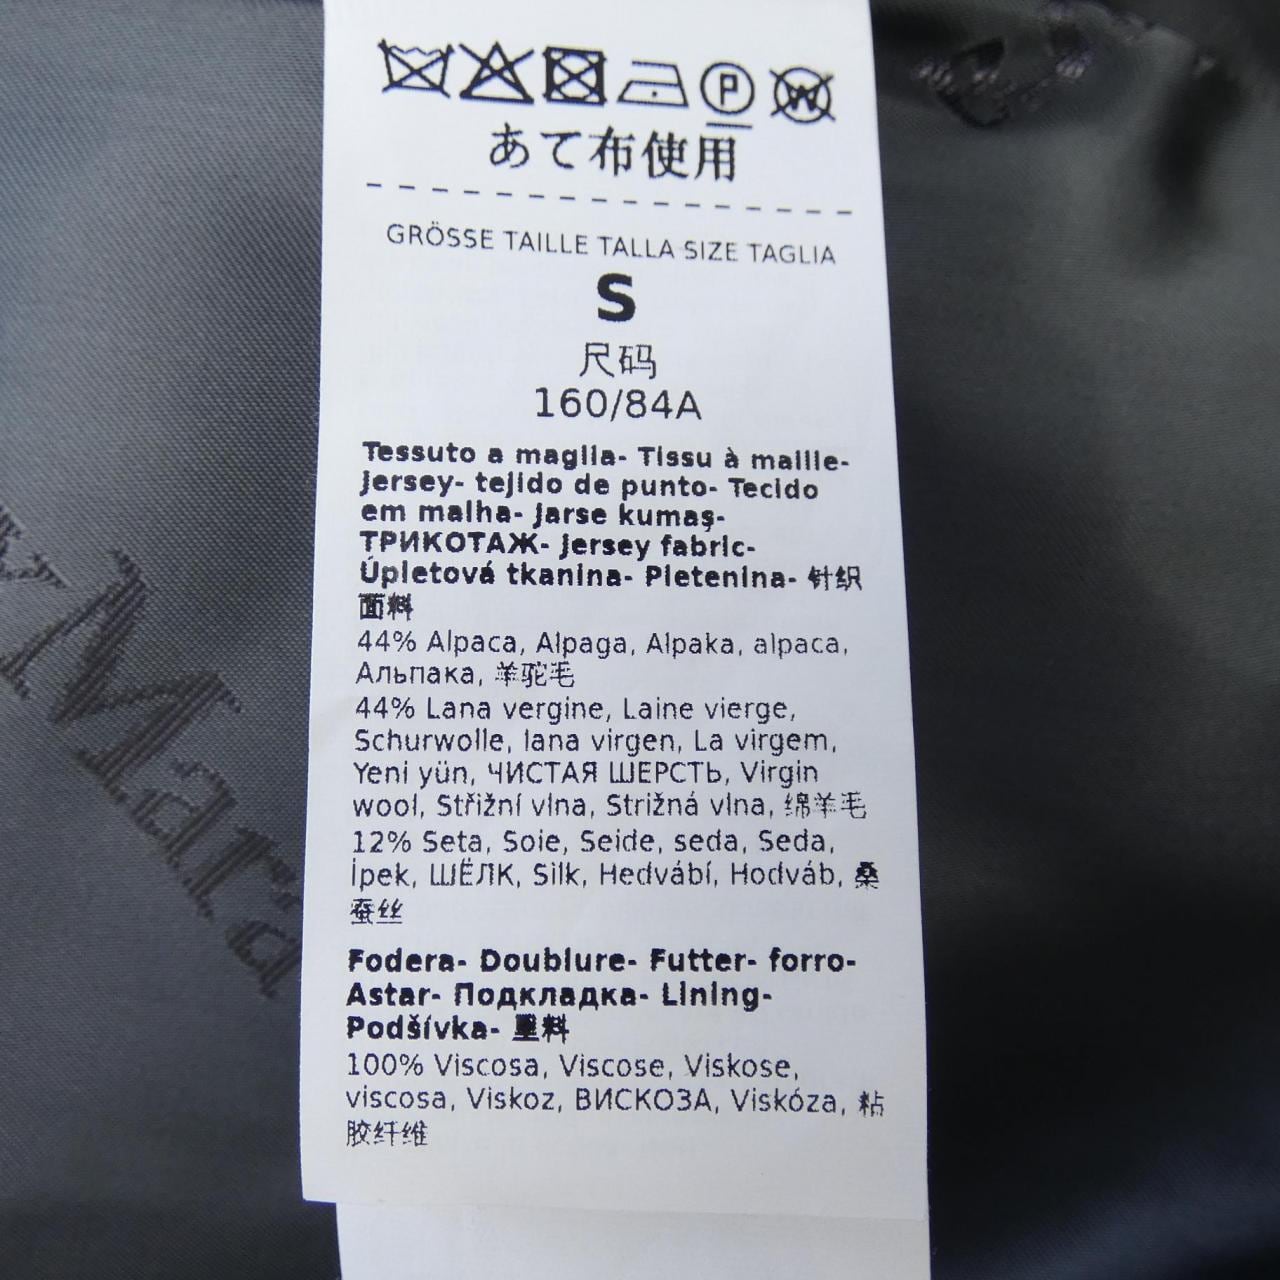 P W
あて布使用
GRÖSSE TAILLE TALLA SIZE TAGLIA
S
尺码
160/84A
Tessuto a maglia- Tissu à maille-
Jersey- tejido de punto- Tecido
em malha- Jarse kumaş-
ТРИКОТАЖ- Jersey fabric-
Úpletová tkanina- Pletenina- 针织
面料
44% Alpaca, Alpaga, Alpaka, alpaca,
Альпака, 羊驼毛
44% Lana vergine, Laine vierge,
Schurwolle, lana virgen, La virgem,
Yeni yün, ЧИСТАЯ ШЕРСТЬ, Virgin
wool, Střižní vlna, Strižná vlna, 绵羊毛
12% Seta, Soie, Seide, seda, Seda,
İpek, ШЁЛК, Silk, Hedvábí, Hodváb, 桑
蚕丝
Fodera- Doublure- Futter- forro-
Astar- Подкладка- Lining-
Podšívka- 里料
100% Viscosa, Viscose, Viskose,
viscosa, Viskoz, ВИСКОЗА, Viskóza, 粘
胶纤维
Mara